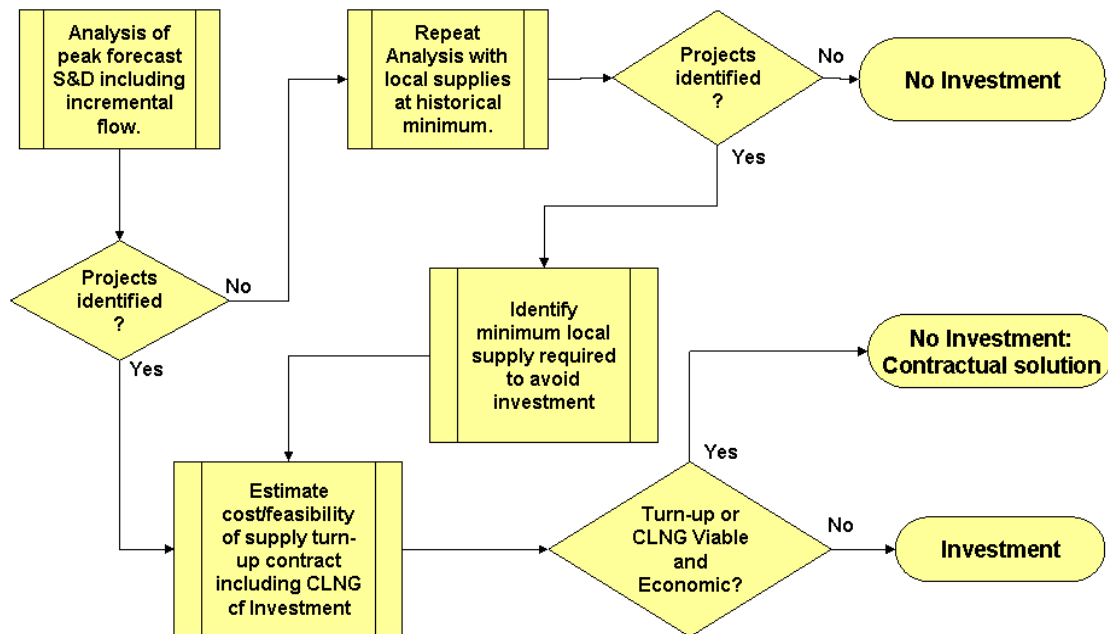 Analysis of
peak forecast
S&D including
incremental
flow.
Repeat
Analysis with
local supplies
at historical
minimum.
Projects
identified
?
No
No Investment
Yes
Projects
identified
?
No
Yes
Identify
minimum local
supply required
to avoid
investment
No Investment:
Contractual solution
Yes
Estimate
cost/feasibility
of supply turn-
up contract
including CLNG
cf Investment
Turn-up or
CLNG Viable
and
Economic?
No
Investment